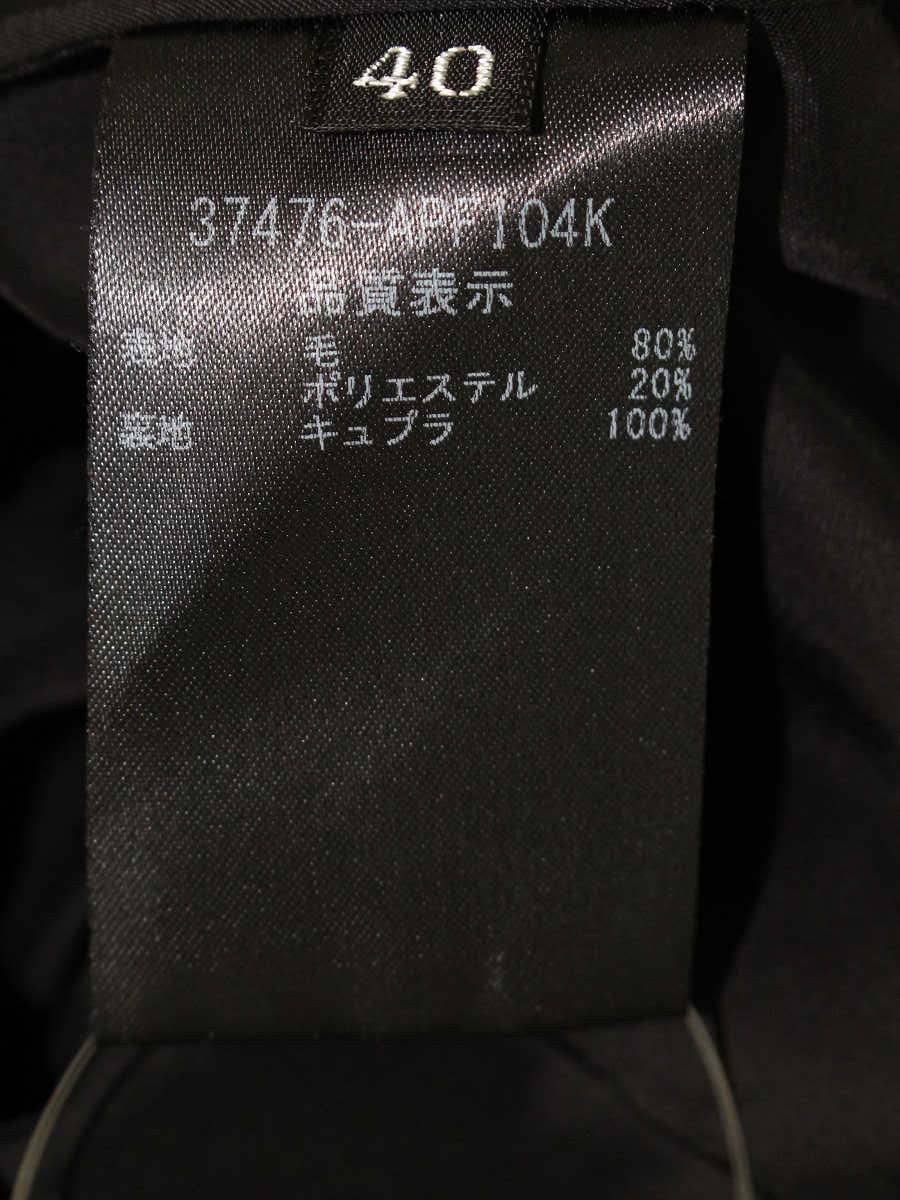 40
37476-APF104K
品質表示
表地 毛 80%
ポリエステル 20%
裏地 キュプラ 100%